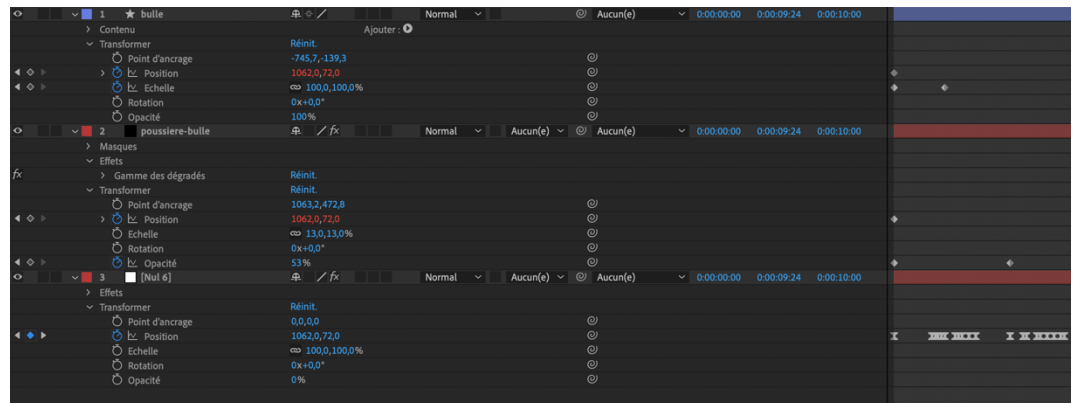 1 bulle Normal Aucun(e) 0:00:00:00 0:00:09:24 0:00:10:00
Contenu Ajouter :
Transformer Réinit.
Point d'ancrage -745,7,-139,3
Position 1062,0,72,0
Echelle 100,0,100,0%
Rotation 0x+0,0°
Opacité 100%
2 poussiere-bulle fx Normal Aucun(e) Aucun(e) 0:00:00:00 0:00:09:24 0:00:10:00
Masques
Effets
fx Gamme des dégradés Réinit.
Transformer Réinit.
Point d'ancrage 1063,2,472,8
Position 1062,0,72,0
Echelle 13,0,13,0%
Rotation 0x+0,0°
Opacité 53%
3 [Nul 6] fx Normal Aucun(e) Aucun(e) 0:00:00:00 0:00:09:24 0:00:10:00
Effets
Transformer Réinit.
Point d'ancrage 0,0,0,0
Position 1062,0,72,0
Echelle 100,0,100,0%
Rotation 0x+0,0°
Opacité 0%